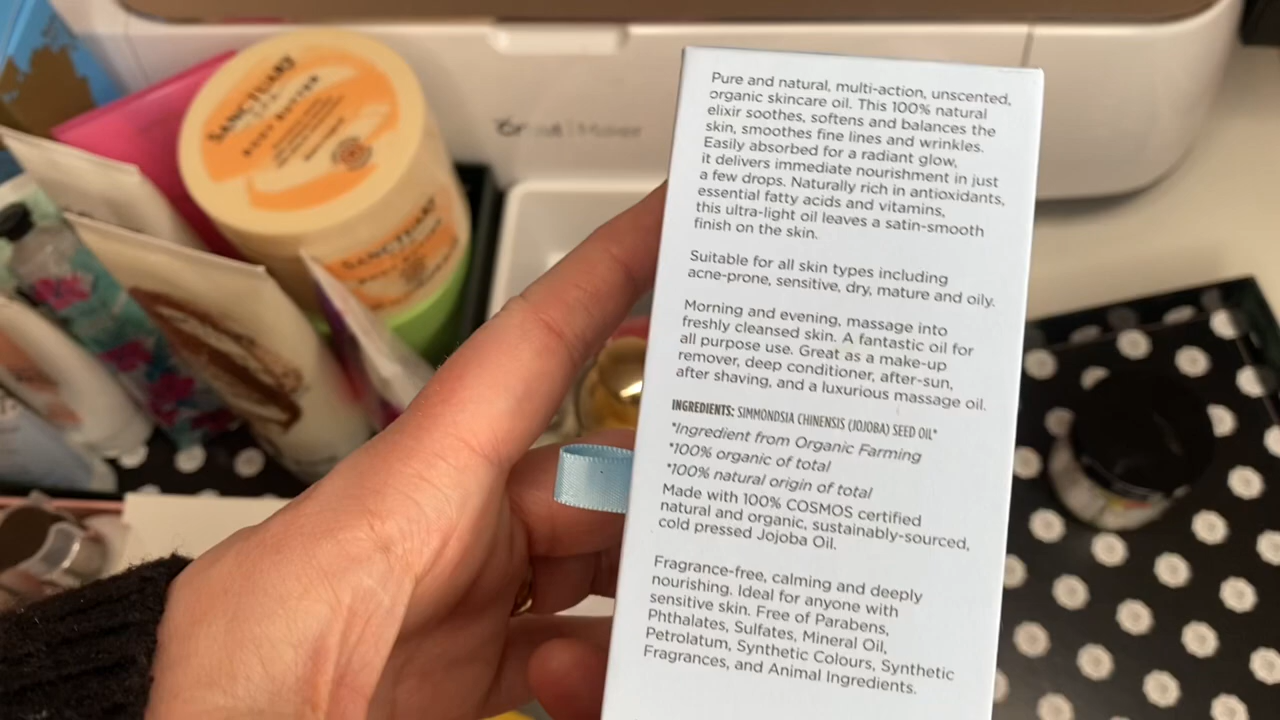 SANCTUARY
SPA
BODY BUTTER
SANCTUARY
Cricut | Maker
Pure and natural, multi-action, unscented,
organic skincare oil. This 100% natural
elixir soothes, softens and balances the
skin, smoothes fine lines and wrinkles.
Easily absorbed for a radiant glow,
it delivers immediate nourishment in just
a few drops. Naturally rich in antioxidants,
essential fatty acids and vitamins,
this ultra-light oil leaves a satin-smooth
finish on the skin.
Suitable for all skin types including
acne-prone, sensitive, dry, mature and oily.
Morning and evening, massage into
freshly cleansed skin. A fantastic oil for
all purpose use. Great as a make-up
remover, deep conditioner, after-sun,
after shaving, and a luxurious massage oil.
INGREDIENTS: SIMMONDSIA CHINENSIS (JOJOBA) SEED OIL*
*Ingredient from Organic Farming
*100% organic of total
*100% natural origin of total
Made with 100% COSMOS certified
natural and organic, sustainably-sourced,
cold pressed Jojoba Oil.
Fragrance-free, calming and deeply
nourishing. Ideal for anyone with
sensitive skin. Free of Parabens,
Phthalates, Sulfates, Mineral Oil,
Petrolatum, Synthetic Colours, Synthetic
Fragrances, and Animal Ingredients.